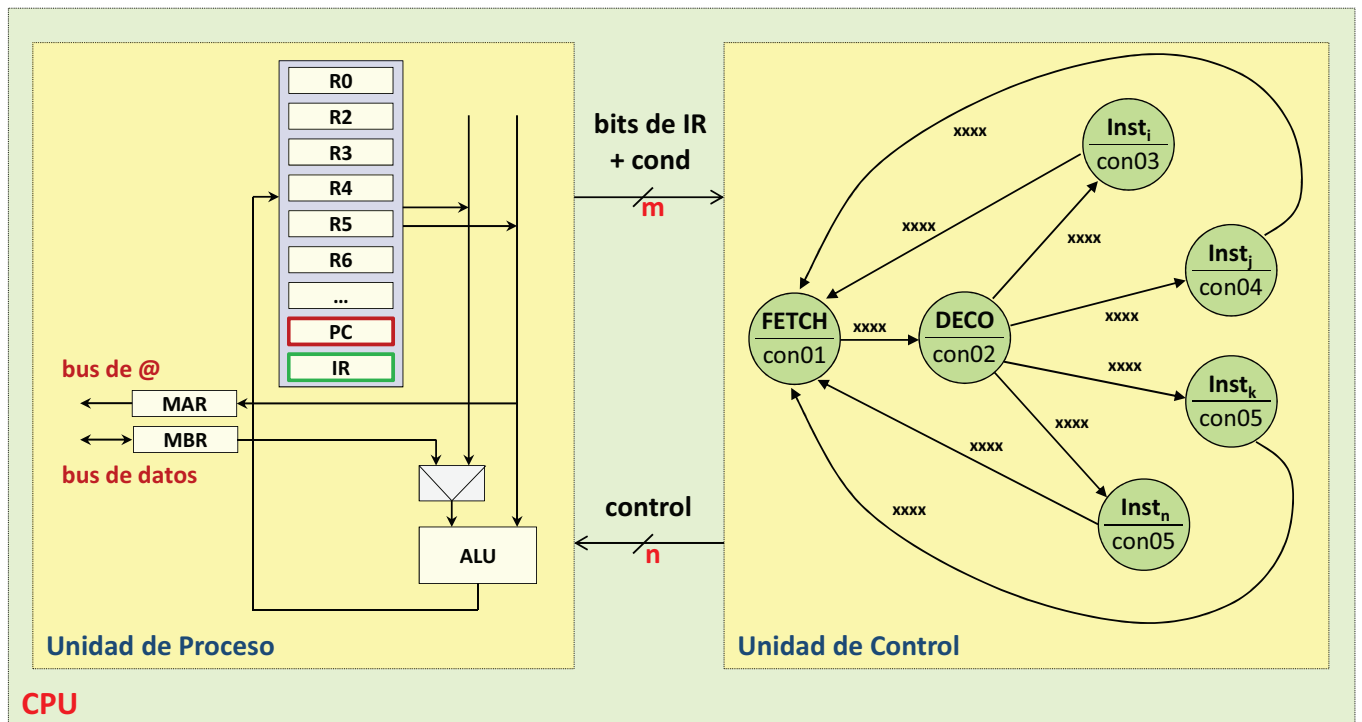 R0
R2
R3
R4
R5
R6
...
PC
IR
bus de @
MAR
MBR
bus de datos
ALU
Unidad de Proceso
bits de IR
+ cond
m
control
n
xxxx
Inst_i
con03
xxxx
xxxx
Inst_j
con04
FETCH
con01
xxxx
DECO
con02
xxxx
xxxx
Inst_k
con05
xxxx
xxxx
xxxx
Inst_n
con05
Unidad de Control
CPU